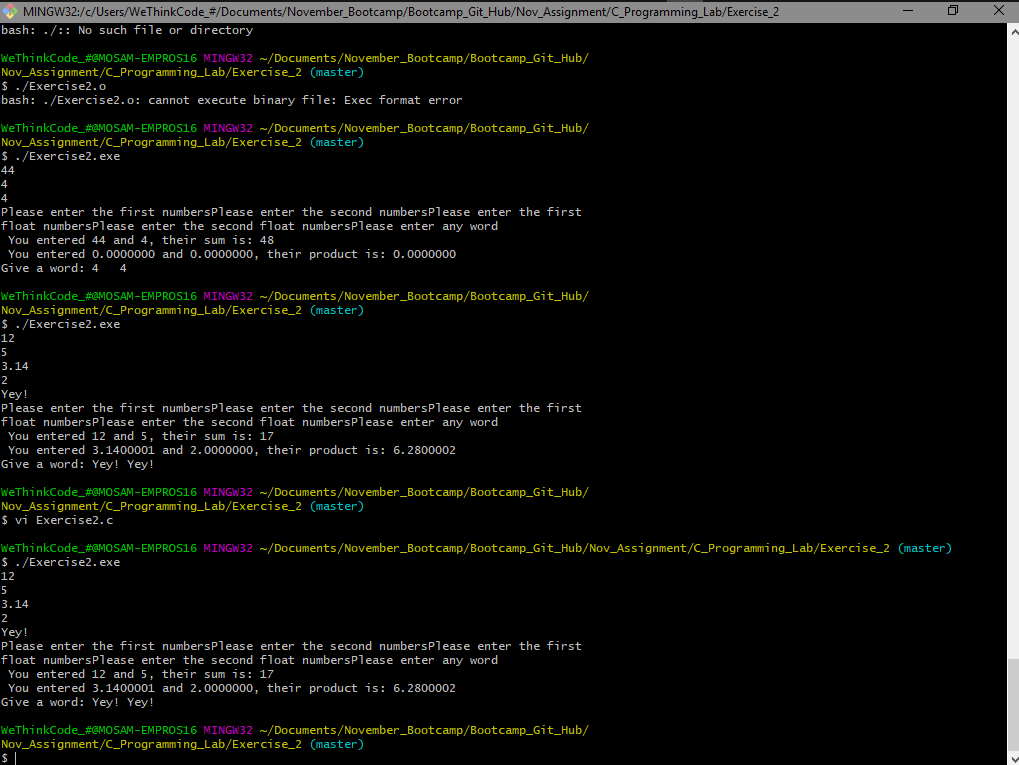 MINGW32:/c/Users/WeThinkCode_#/Documents/November_Bootcamp/Bootcamp_Git_Hub/Nov_Assignment/C_Programming_Lab/Exercise_2
bash: ./:: No such file or directory
WeThinkCode_#@MOSAM-EMPROS16 MINGW32 ~/Documents/November_Bootcamp/Bootcamp_Git_Hub/
Nov_Assignment/C_Programming_Lab/Exercise_2 (master)
$ ./Exercise2.o
bash: ./Exercise2.o: cannot execute binary file: Exec format error
WeThinkCode_#@MOSAM-EMPROS16 MINGW32 ~/Documents/November_Bootcamp/Bootcamp_Git_Hub/
Nov_Assignment/C_Programming_Lab/Exercise_2 (master)
$ ./Exercise2.exe
44
4
4
Please enter the first numbersPlease enter the second numbersPlease enter the first
float numbersPlease enter the second float numbersPlease enter any word
 You entered 44 and 4, their sum is: 48
 You entered 0.0000000 and 0.0000000, their product is: 0.0000000
Give a word: 4   4
WeThinkCode_#@MOSAM-EMPROS16 MINGW32 ~/Documents/November_Bootcamp/Bootcamp_Git_Hub/
Nov_Assignment/C_Programming_Lab/Exercise_2 (master)
$ ./Exercise2.exe
12
5
3.14
2
Yey!
Please enter the first numbersPlease enter the second numbersPlease enter the first
float numbersPlease enter the second float numbersPlease enter any word
 You entered 12 and 5, their sum is: 17
 You entered 3.1400001 and 2.0000000, their product is: 6.2800002
Give a word: Yey! Yey!
WeThinkCode_#@MOSAM-EMPROS16 MINGW32 ~/Documents/November_Bootcamp/Bootcamp_Git_Hub/
Nov_Assignment/C_Programming_Lab/Exercise_2 (master)
$ vi Exercise2.c
WeThinkCode_#@MOSAM-EMPROS16 MINGW32 ~/Documents/November_Bootcamp/Bootcamp_Git_Hub/Nov_Assignment/C_Programming_Lab/Exercise_2 (master)
$ ./Exercise2.exe
12
5
3.14
2
Yey!
Please enter the first numbersPlease enter the second numbersPlease enter the first
float numbersPlease enter the second float numbersPlease enter any word
 You entered 12 and 5, their sum is: 17
 You entered 3.1400001 and 2.0000000, their product is: 6.2800002
Give a word: Yey! Yey!
WeThinkCode_#@MOSAM-EMPROS16 MINGW32 ~/Documents/November_Bootcamp/Bootcamp_Git_Hub/
Nov_Assignment/C_Programming_Lab/Exercise_2 (master)
$